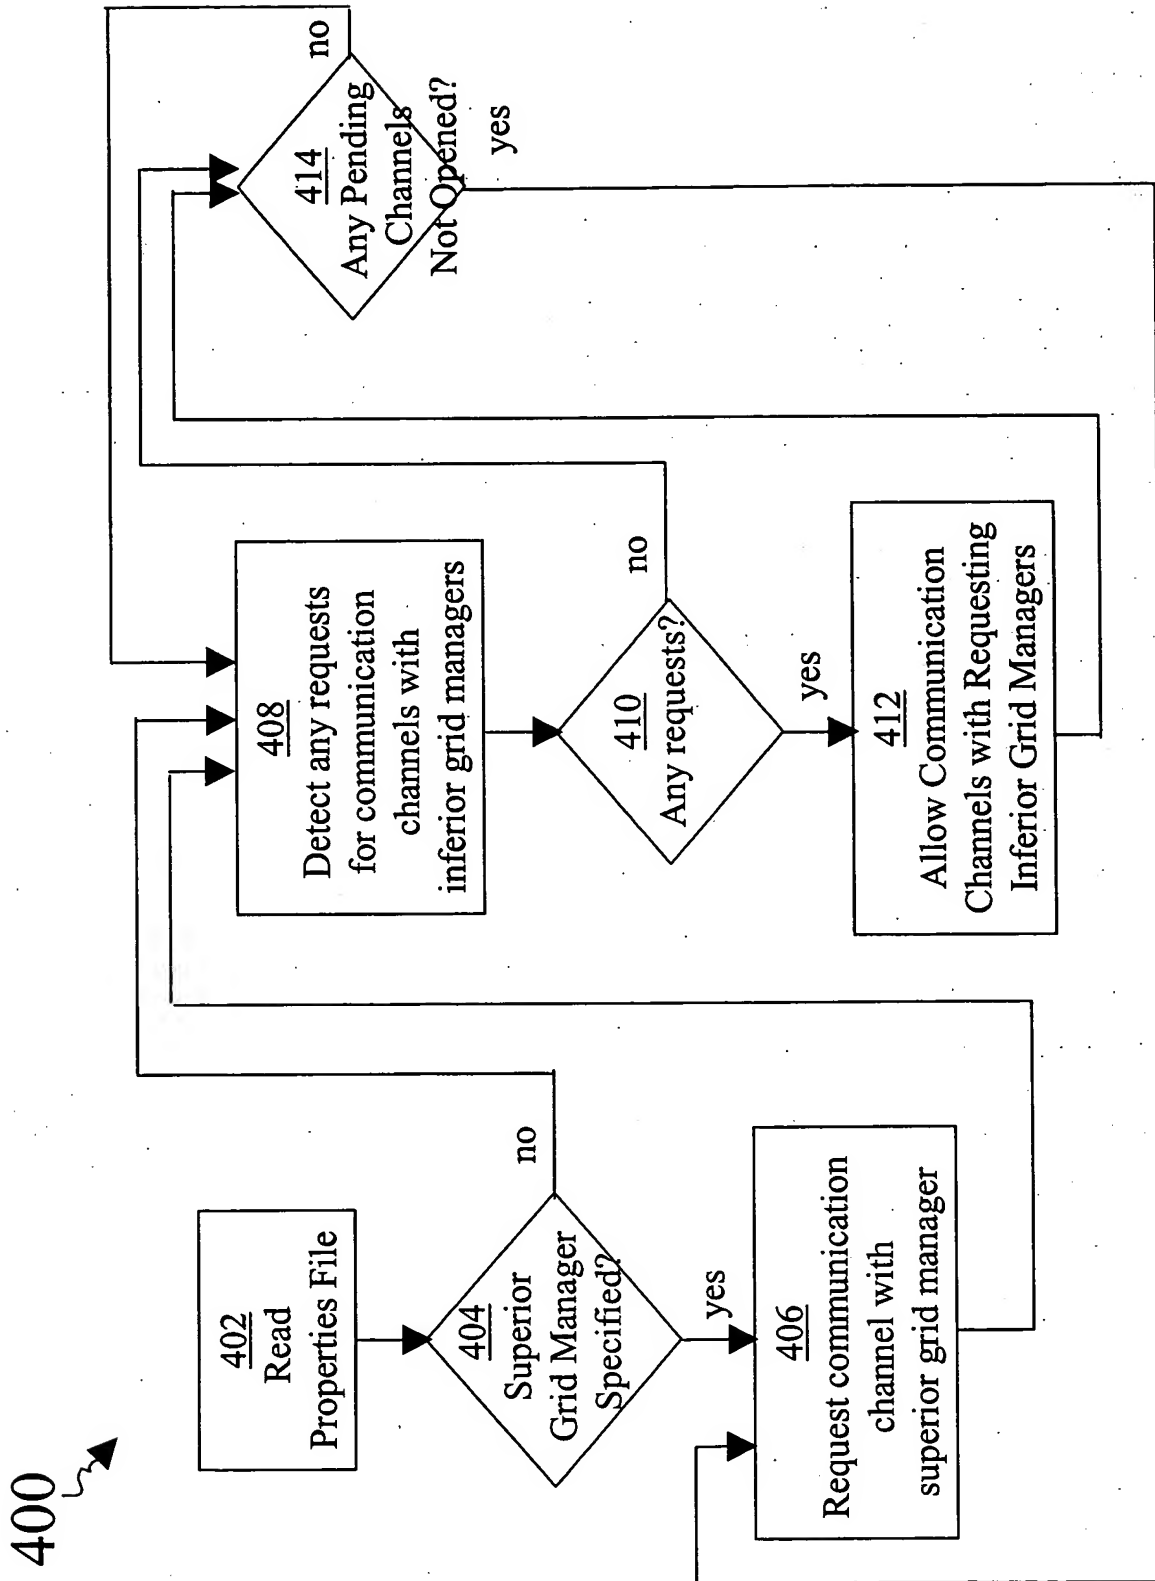 400
402
Read
Properties File
404
Superior
Grid Manager
Specified?
no
yes
406
Request communication
channel with
superior grid manager
408
Detect any requests
for communication
channels with
inferior grid managers
410
Any requests?
no
yes
412
Allow Communication
Channels with Requesting
Inferior Grid Managers
414
Any Pending
Channels
Not Opened?
no
yes